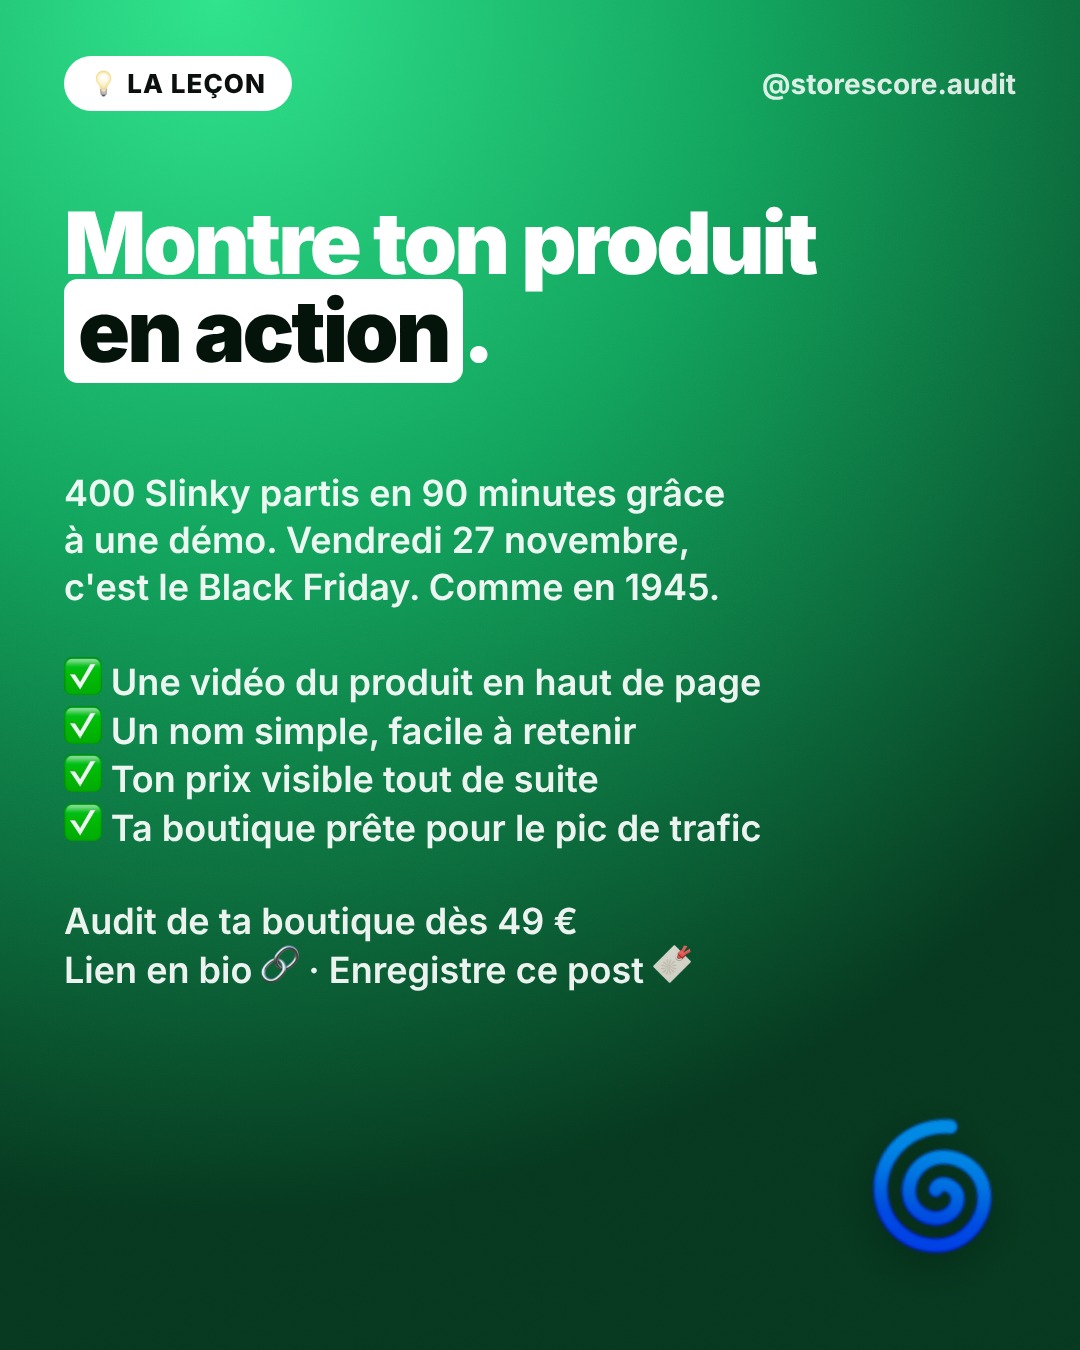 💡 LA LEÇON
@storescore.audit
Montre ton produit
en action.
400 Slinky partis en 90 minutes grâce
à une démo. Vendredi 27 novembre,
c'est le Black Friday. Comme en 1945.
✅ Une vidéo du produit en haut de page
✅ Un nom simple, facile à retenir
✅ Ton prix visible tout de suite
✅ Ta boutique prête pour le pic de trafic
Audit de ta boutique dès 49 €
Lien en bio 🔗 · Enregistre ce post 🔖